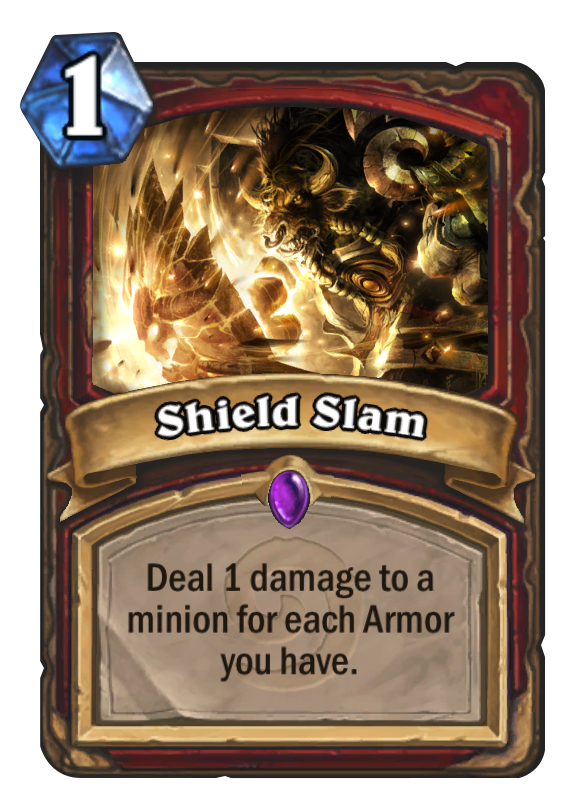 1
Shield Slam
Deal 1 damage to a
minion for each Armor
you have.